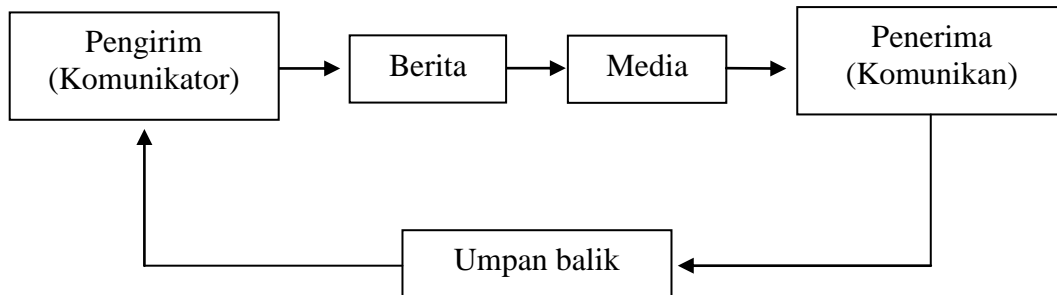 Pengirim
(Komunikator)
Berita
Media
Penerima
(Komunikan)
Umpan balik